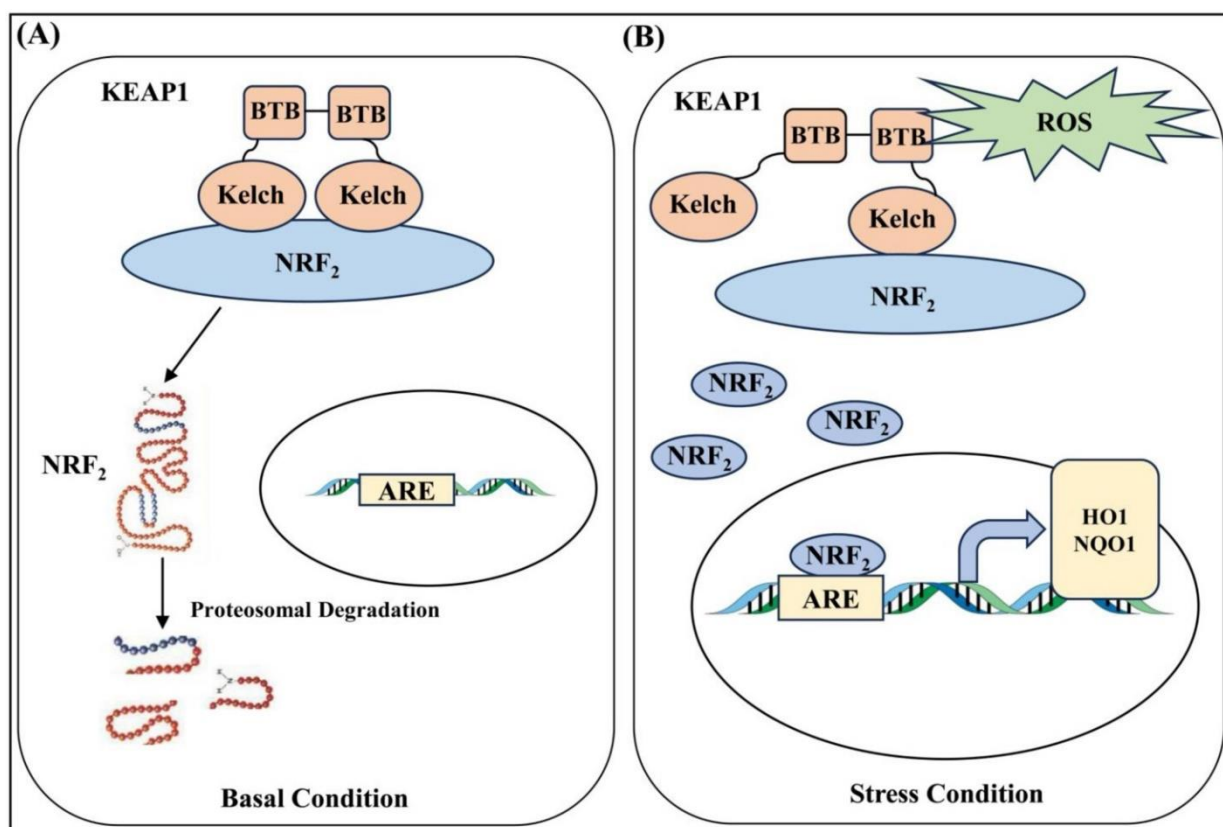 (A)
KEAP1
BTB BTB
Kelch Kelch
NRF₂
NRF₂
ARE
Proteosomal Degradation
Basal Condition
(B)
KEAP1
ROS
BTB BTB
Kelch
Kelch
NRF₂
NRF₂
NRF₂
NRF₂
HO1
NQO1
NRF₂
ARE
Stress Condition